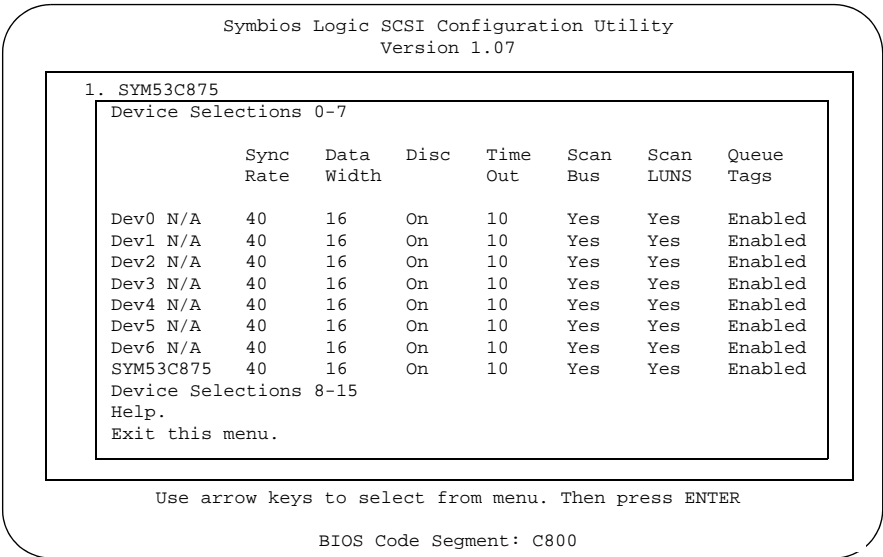 Symbios Logic SCSI Configuration Utility
Version 1.07
1. SYM53C875
Device Selections 0-7
Sync Data Disc Time Scan Scan Queue
Rate Width Out Bus LUNS Tags
Dev0 N/A 40 16 On 10 Yes Yes Enabled
Dev1 N/A 40 16 On 10 Yes Yes Enabled
Dev2 N/A 40 16 On 10 Yes Yes Enabled
Dev3 N/A 40 16 On 10 Yes Yes Enabled
Dev4 N/A 40 16 On 10 Yes Yes Enabled
Dev5 N/A 40 16 On 10 Yes Yes Enabled
Dev6 N/A 40 16 On 10 Yes Yes Enabled
SYM53C875 40 16 On 10 Yes Yes Enabled
Device Selections 8-15
Help.
Exit this menu.
Use arrow keys to select from menu. Then press ENTER
BIOS Code Segment: C800